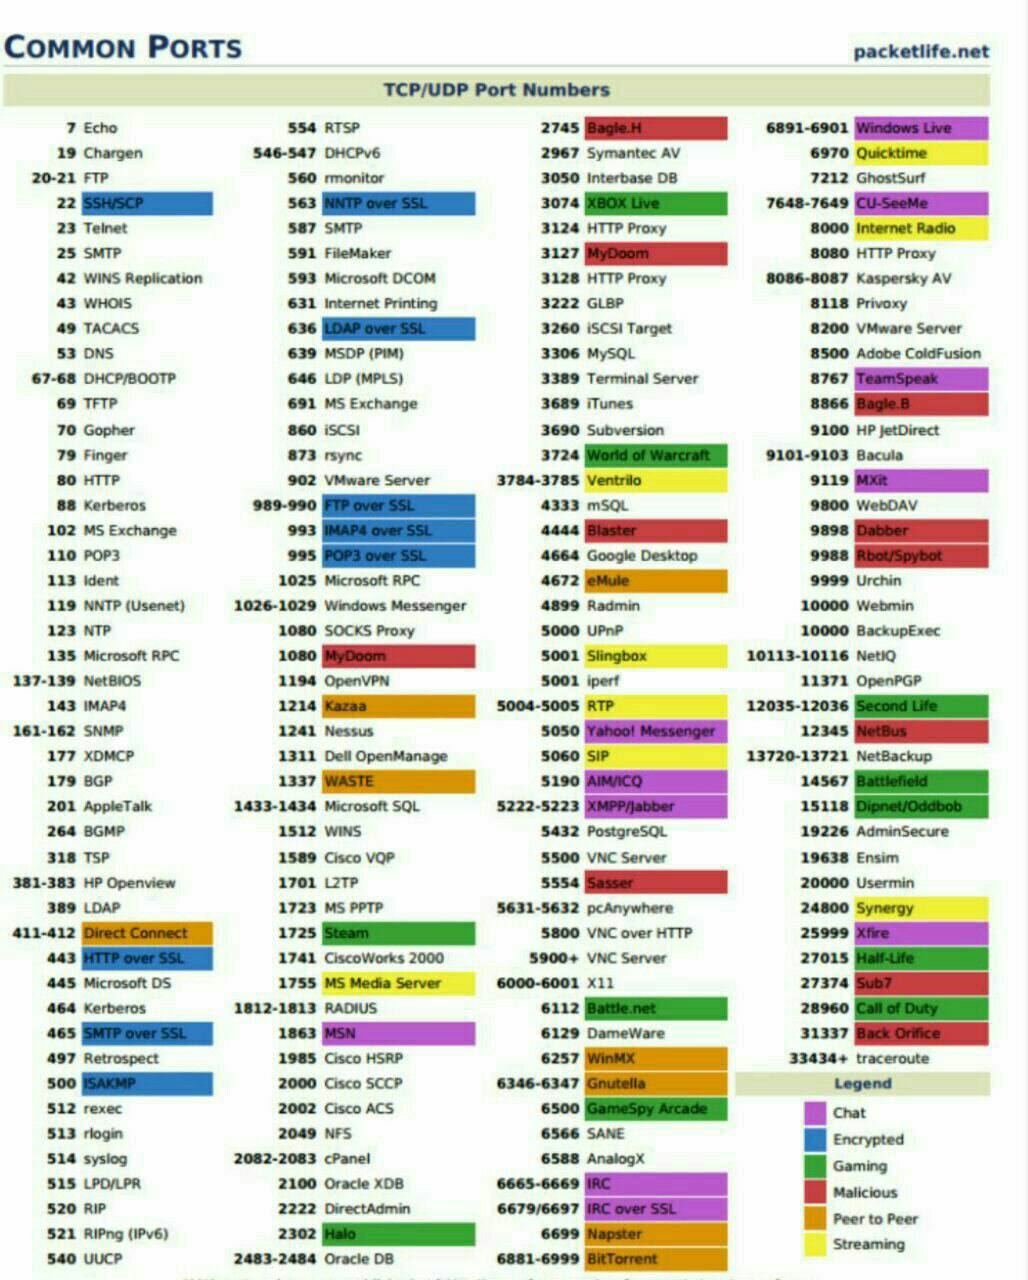 COMMON PORTS
packetlife.net
TCP/UDP Port Numbers
7 Echo
19 Chargen
20-21 FTP
22 SSH/SCP
23 Telnet
25 SMTP
42 WINS Replication
43 WHOIS
49 TACACS
53 DNS
67-68 DHCP/BOOTP
69 TFTP
70 Gopher
79 Finger
80 HTTP
88 Kerberos
102 MS Exchange
110 POP3
113 Ident
119 NNTP (Usenet)
123 NTP
135 Microsoft RPC
137-139 NetBIOS
143 IMAP4
161-162 SNMP
177 XDMCP
179 BGP
201 AppleTalk
264 BGMP
318 TSP
381-383 HP Openview
389 LDAP
411-412 Direct Connect
443 HTTP over SSL
445 Microsoft DS
464 Kerberos
465 SMTP over SSL
497 Retrospect
500 ISAKMP
512 rexec
513 rlogin
514 syslog
515 LPD/LPR
520 RIP
521 RIPng (IPv6)
540 UUCP
554 RTSP
546-547 DHCPv6
560 rmonitor
563 NNTP over SSL
587 SMTP
591 FileMaker
593 Microsoft DCOM
631 Internet Printing
636 LDAP over SSL
639 MSDP (PIM)
646 LDP (MPLS)
691 MS Exchange
860 iSCSI
873 rsync
902 VMware Server
989-990 FTP over SSL
993 IMAP4 over SSL
995 POP3 over SSL
1025 Microsoft RPC
1026-1029 Windows Messenger
1080 SOCKS Proxy
1080 MyDoom
1194 OpenVPN
1214 Kazaa
1241 Nessus
1311 Dell OpenManage
1337 WASTE
1433-1434 Microsoft SQL
1512 WINS
1589 Cisco VQP
1701 L2TP
1723 MS PPTP
1725 Steam
1741 CiscoWorks 2000
1755 MS Media Server
1812-1813 RADIUS
1863 MSN
1985 Cisco HSRP
2000 Cisco SCCP
2002 Cisco ACS
2049 NFS
2082-2083 cPanel
2100 Oracle XDB
2222 DirectAdmin
2302 Halo
2483-2484 Oracle DB
2745 Bagle.H
2967 Symantec AV
3050 Interbase DB
3074 XBOX Live
3124 HTTP Proxy
3127 MyDoom
3128 HTTP Proxy
3222 GLBP
3260 iSCSI Target
3306 MySQL
3389 Terminal Server
3689 iTunes
3690 Subversion
3724 World of Warcraft
3784-3785 Ventrilo
4333 mSQL
4444 Blaster
4664 Google Desktop
4672 eMule
4899 Radmin
5000 UPnP
5001 Slingbox
5001 iperf
5004-5005 RTP
5050 Yahoo! Messenger
5060 SIP
5190 AIM/ICQ
5222-5223 XMPP/Jabber
5432 PostgreSQL
5500 VNC Server
5554 Sasser
5631-5632 pcAnywhere
5800 VNC over HTTP
5900+ VNC Server
6000-6001 X11
6112 Battle.net
6129 DameWare
6257 WinMX
6346-6347 Gnutella
6500 GameSpy Arcade
6566 SANE
6588 AnalogX
6665-6669 IRC
6679/6697 IRC over SSL
6699 Napster
6881-6999 BitTorrent
6891-6901 Windows Live
6970 Quicktime
7212 GhostSurf
7648-7649 CU-SeeMe
8000 Internet Radio
8080 HTTP Proxy
8086-8087 Kaspersky AV
8118 Privoxy
8200 VMware Server
8500 Adobe ColdFusion
8767 TeamSpeak
8866 Bagle.B
9100 HP JetDirect
9101-9103 Bacula
9119 MXit
9800 WebDAV
9898 Dabber
9988 Rbot/Spybot
9999 Urchin
10000 Webmin
10000 BackupExec
10113-10116 NetIQ
11371 OpenPGP
12035-12036 Second Life
12345 NetBus
13720-13721 NetBackup
14567 Battlefield
15118 Dipnet/Oddbob
19226 AdminSecure
19638 Ensim
20000 Usermin
24800 Synergy
25999 Xfire
27015 Half-Life
27374 Sub7
28960 Call of Duty
31337 Back Orifice
33434+ traceroute
Legend
Chat
Encrypted
Gaming
Malicious
Peer to Peer
Streaming